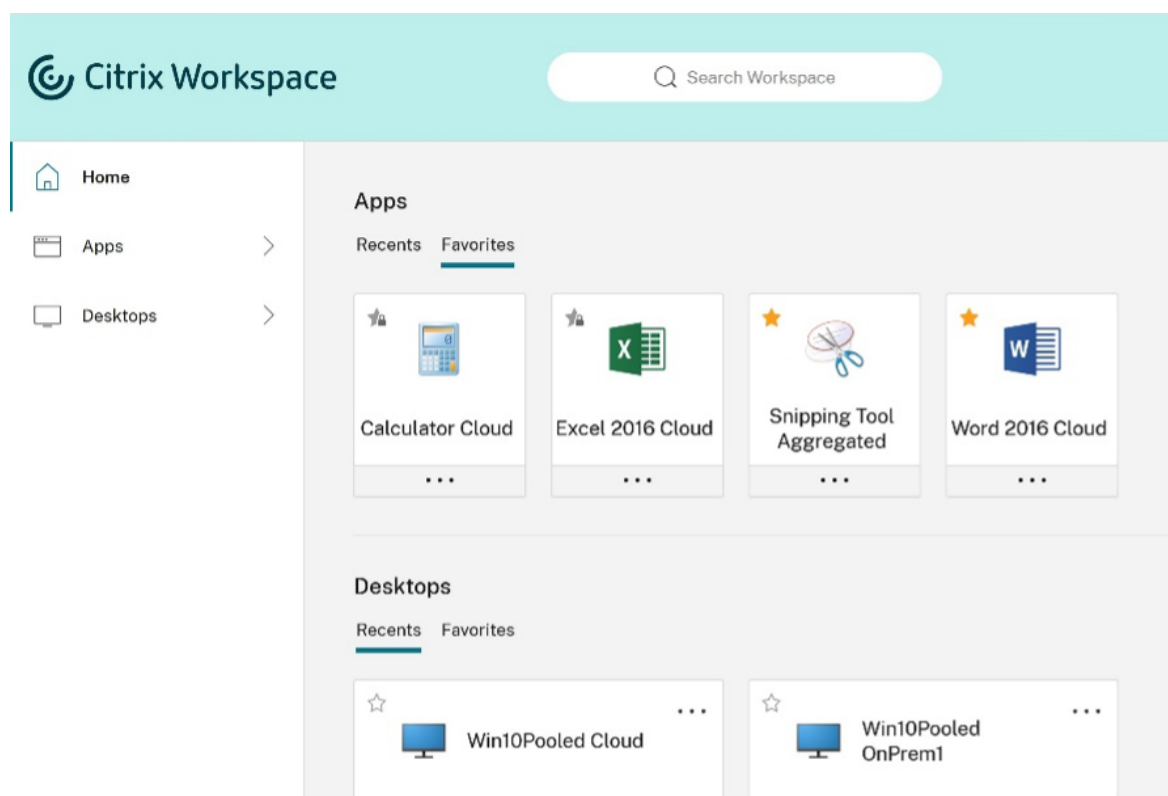 Citrix Workspace
Search Workspace
Home
Apps
Desktops
Apps
Recents Favorites
Calculator Cloud
Excel 2016 Cloud
Snipping Tool
Aggregated
Word 2016 Cloud
Desktops
Recents Favorites
Win10Pooled Cloud
Win10Pooled
OnPrem1